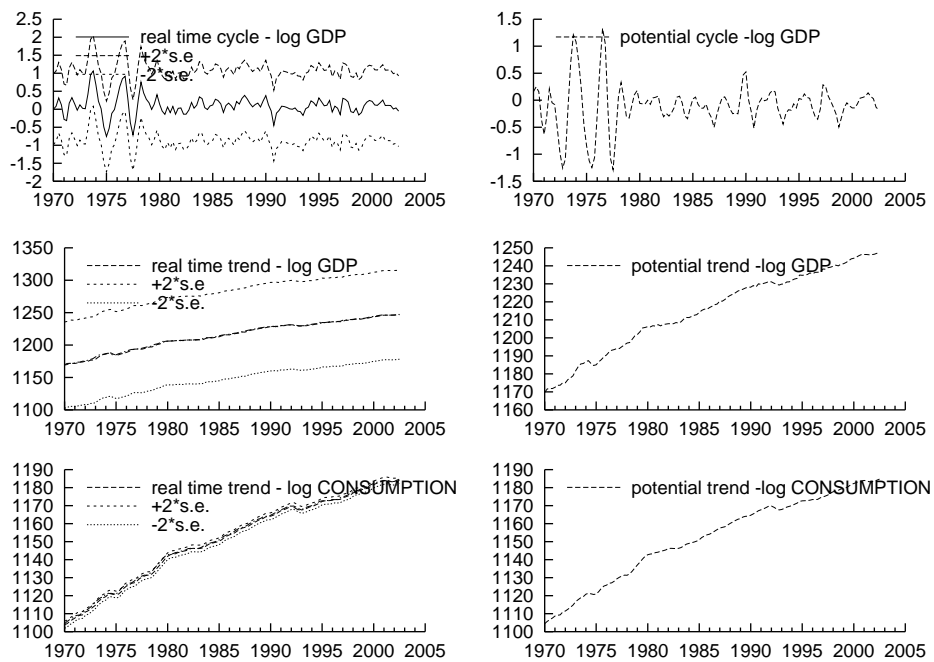 2.5
2
1.5
1
0.5
0
-0.5
-1
-1.5
-2
real time cycle - log GDP
+2*s.e
-2*s.e.
1970 1975 1980 1985 1990 1995 2000 2005
1.5
1
0.5
0
-0.5
-1
-1.5
potential cycle -log GDP
1970 1975 1980 1985 1990 1995 2000 2005
1350
1300
1250
1200
1150
1100
real time trend - log GDP
+2*s.e
-2*s.e.
1970 1975 1980 1985 1990 1995 2000 2005
1250
1240
1230
1220
1210
1200
1190
1180
1170
1160
potential trend -log GDP
1970 1975 1980 1985 1990 1995 2000 2005
1190
1180
1170
1160
1150
1140
1130
1120
1110
1100
real time trend - log CONSUMPTION
+2*s.e.
-2*s.e.
1970 1975 1980 1985 1990 1995 2000 2005
1190
1180
1170
1160
1150
1140
1130
1120
1110
1100
potential trend -log CONSUMPTION
1970 1975 1980 1985 1990 1995 2000 2005